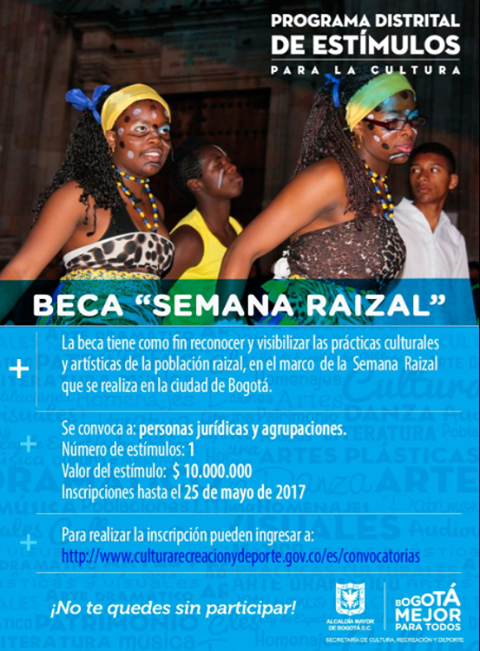 PROGRAMA DISTRITAL
DE ESTÍMULOS
PARA LA CULTURA
BECA “SEMANA RAIZAL”
La beca tiene como fin reconocer y visibilizar las prácticas culturales
y artísticas de la población raizal, en el marco de la Semana Raizal
que se realiza en la ciudad de Bogotá.
Se convoca a: personas jurídicas y agrupaciones.
Número de estímulos: 1
Valor del estímulo: $ 10.000.000
Inscripciones hasta el 25 de mayo de 2017
Para realizar la inscripción pueden ingresar a:
http://www.culturarecreacionydeporte.gov.co/es/convocatorias
¡No te quedes sin participar!
ALCALDÍA MAYOR
DE BOGOTÁ D.C.
BOGOTÁ
MEJOR
PARA TODOS
SECRETARÍA DE CULTURA, RECREACIÓN Y DEPORTE